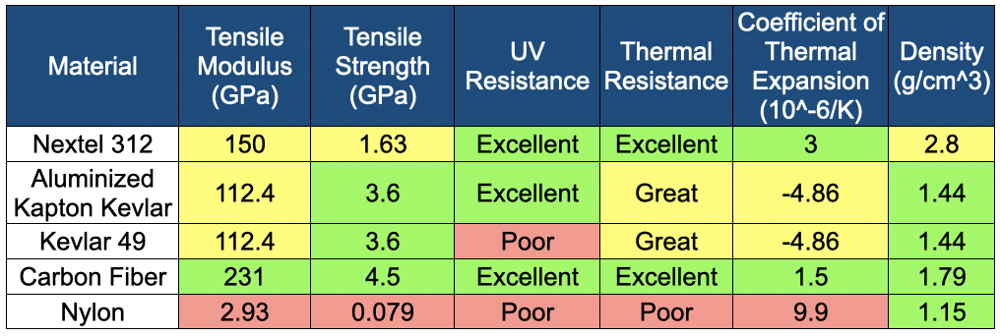 Material Tensile Modulus (GPa) Tensile Strength (GPa) UV Resistance Thermal Resistance Coefficient of Thermal Expansion (10^-6/K) Density (g/cm^3)
Nextel 312 150 1.63 Excellent Excellent 3 2.8
Aluminized Kapton Kevlar 112.4 3.6 Excellent Great -4.86 1.44
Kevlar 49 112.4 3.6 Poor Great -4.86 1.44
Carbon Fiber 231 4.5 Excellent Excellent 1.5 1.79
Nylon 2.93 0.079 Poor Poor 9.9 1.15